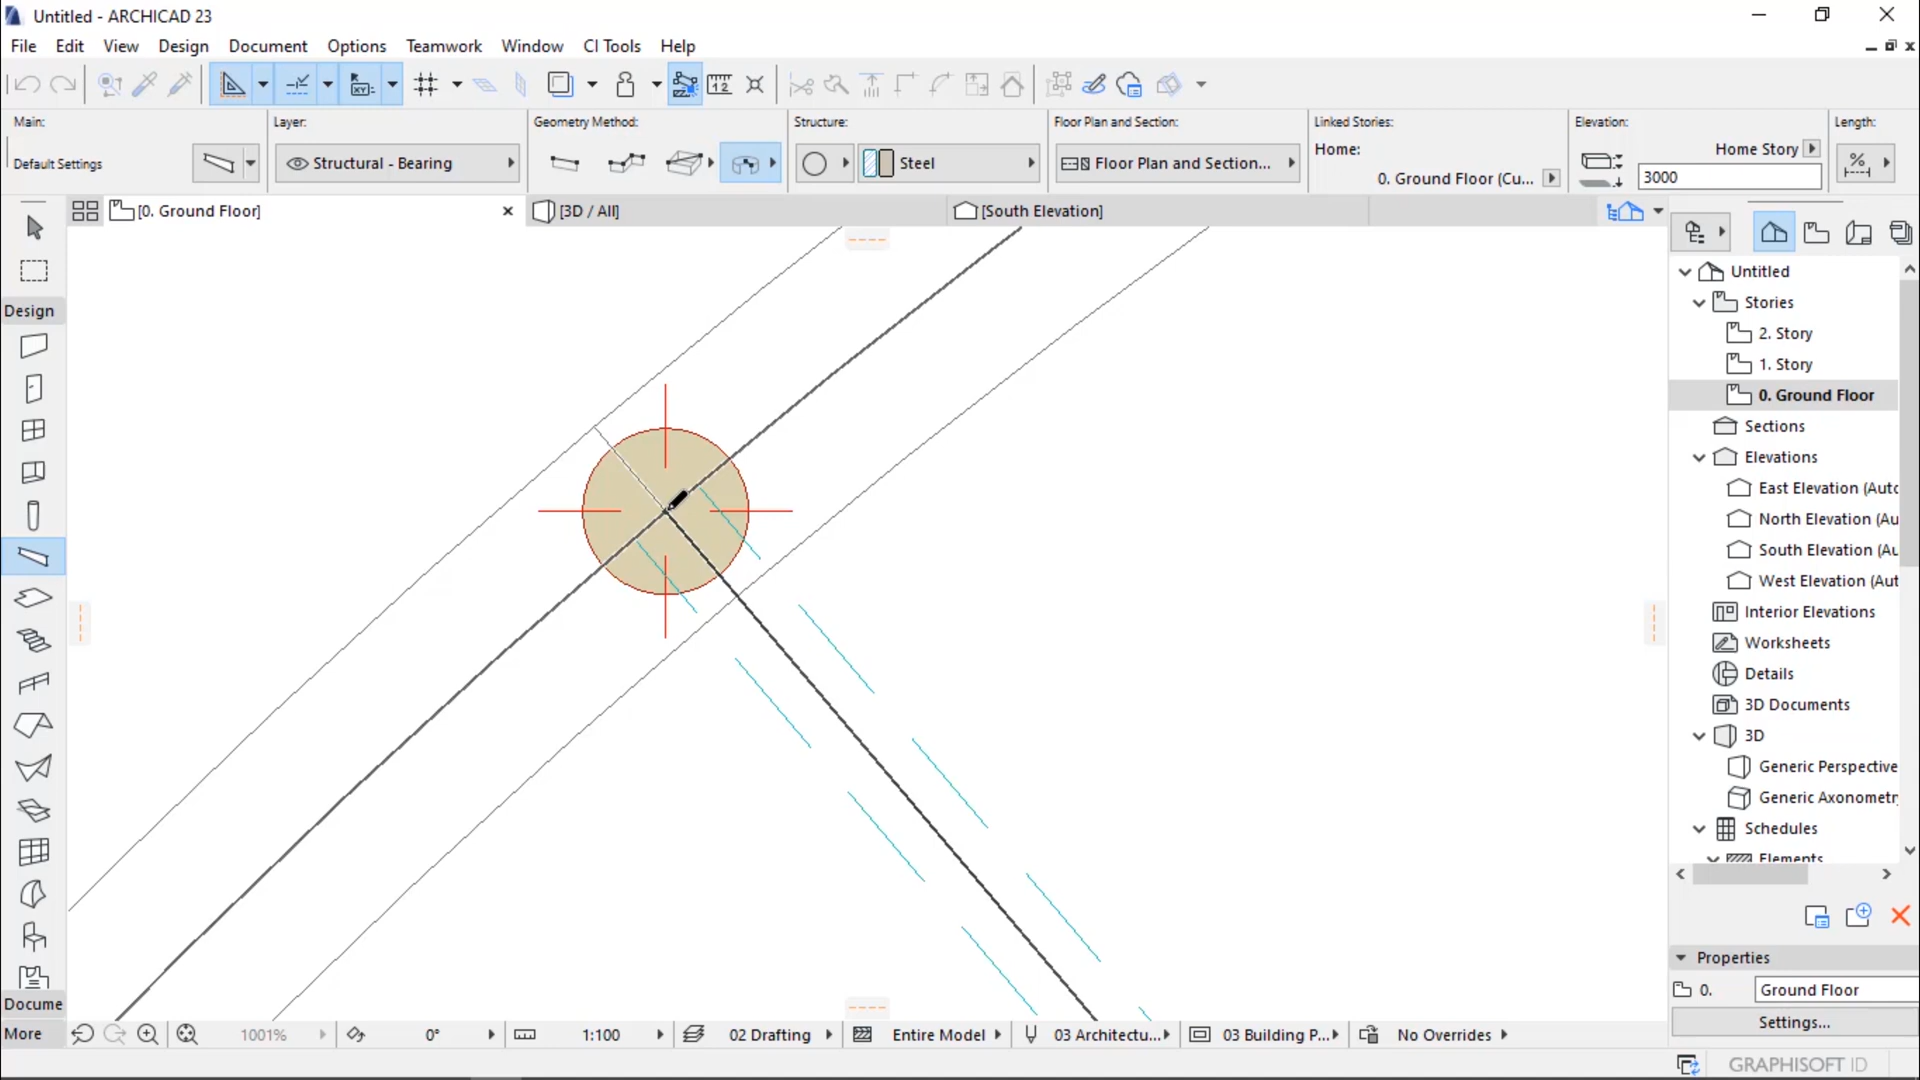 Untitled - ARCHICAD 23
File Edit View Design Document Options Teamwork Window CI Tools Help
Main: Layer: Geometry Method: Structure: Floor Plan and Section: Linked Stories: Elevation: Length:
Default Settings Structural - Bearing Steel Floor Plan and Section... Home: Home Story
0. Ground Floor (Cu... 3000
[0. Ground Floor] [3D / All] [South Elevation]
Design
Docume
More
Untitled
Stories
2. Story
1. Story
0. Ground Floor
Sections
Elevations
East Elevation (Auto
North Elevation (Au
South Elevation (Au
West Elevation (Aut
Interior Elevations
Worksheets
Details
3D Documents
3D
Generic Perspective
Generic Axonometr
Schedules
Elements
Properties
0. Ground Floor
Settings...
1001% 0° 1:100 02 Drafting Entire Model 03 Architectu... 03 Building P... No Overrides
GRAPHISOFT ID